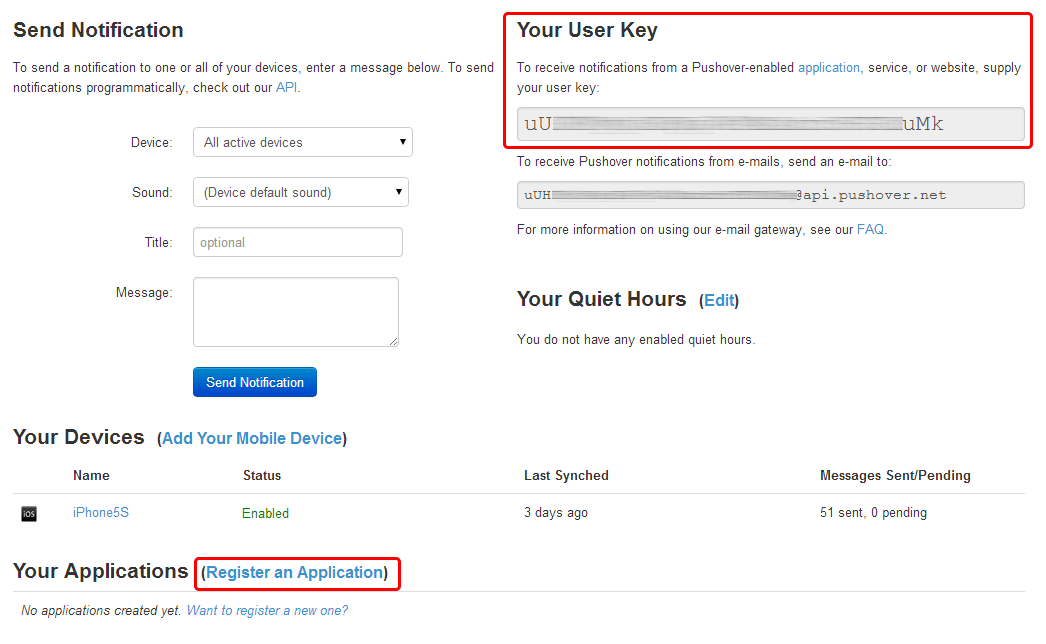 Send Notification
To send a notification to one or all of your devices, enter a message below. To send
notifications programmatically, check out our API.
Device: All active devices
Sound: (Device default sound)
Title: optional
Message:
Send Notification
Your User Key
To receive notifications from a Pushover-enabled application, service, or website, supply
your user key:
uU uMk
To receive Pushover notifications from e-mails, send an e-mail to:
uUH @api.pushover.net
For more information on using our e-mail gateway, see our FAQ.
Your Quiet Hours (Edit)
You do not have any enabled quiet hours.
Your Devices (Add Your Mobile Device)
Name Status Last Synched Messages Sent/Pending
iOS iPhone5S Enabled 3 days ago 51 sent, 0 pending
Your Applications (Register an Application)
No applications created yet. Want to register a new one?